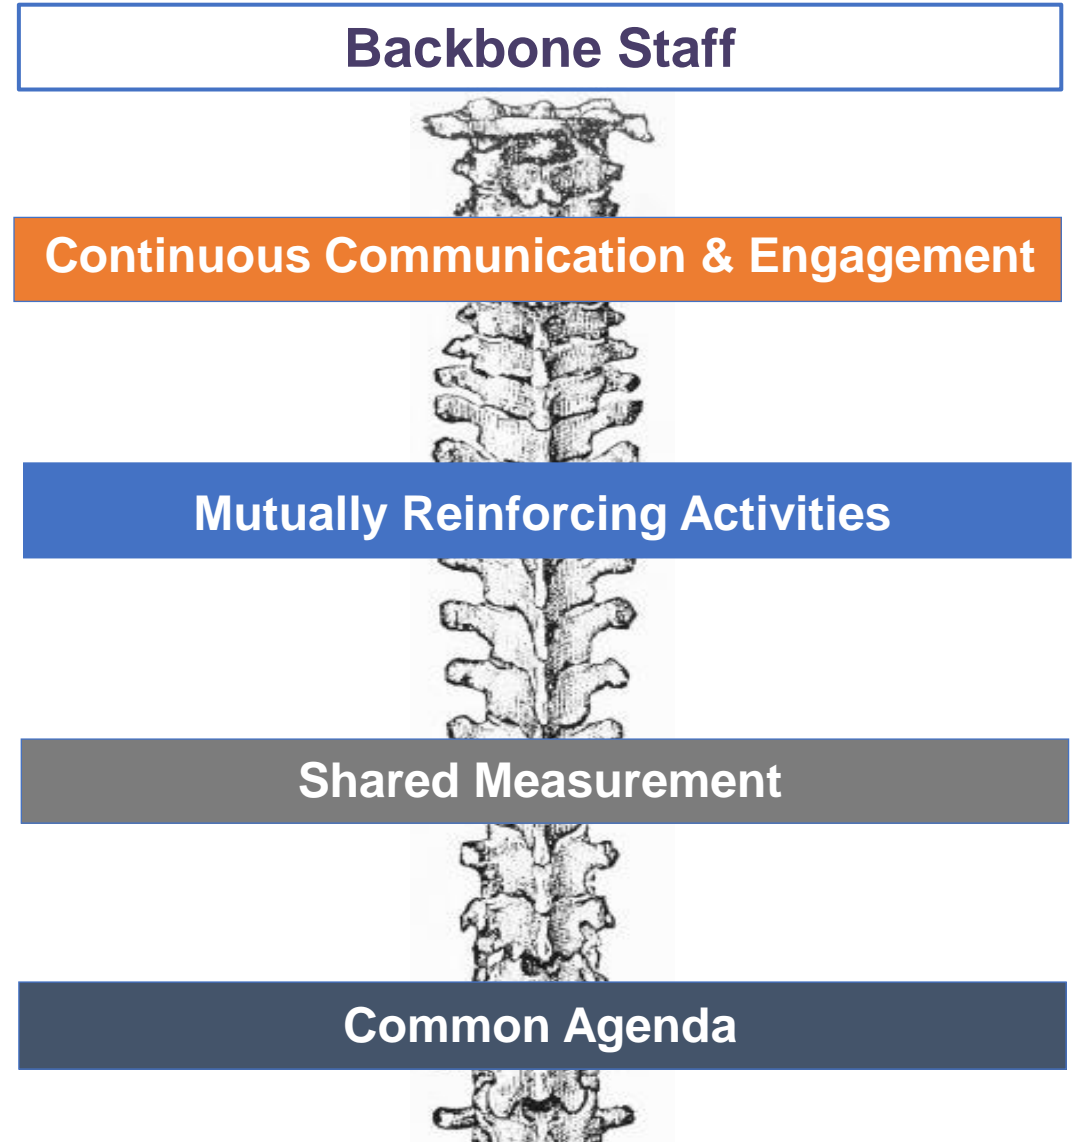 Backbone Staff
Continuous Communication & Engagement
Mutually Reinforcing Activities
Shared Measurement
Common Agenda